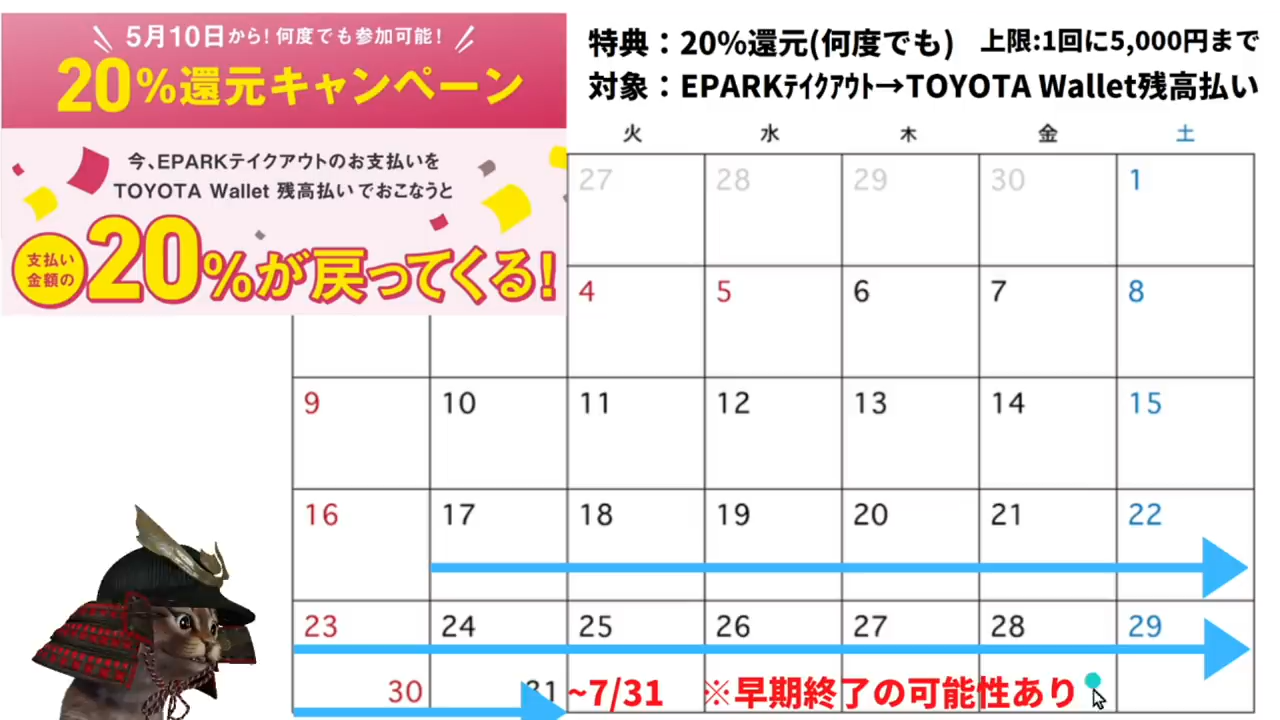 5月10日から!何度でも参加可能!
20%還元キャンペーン
今、EPARKテイクアウトのお支払いを
TOYOTA Wallet 残高払いでおこなうと
支払い
金額の
20%が戻ってくる!
特典：20%還元(何度でも) 上限:1回に5,000円まで
対象：EPARKﾃｲｸｱｳﾄ→TOYOTA Wallet残高払い
火 水 木 金 土
27 28 29 30 1
4 5 6 7 8
9 10 11 12 13 14 15
16 17 18 19 20 21 22
23 24 25 26 27 28 29
30 31 ~7/31 ※早期終了の可能性あり